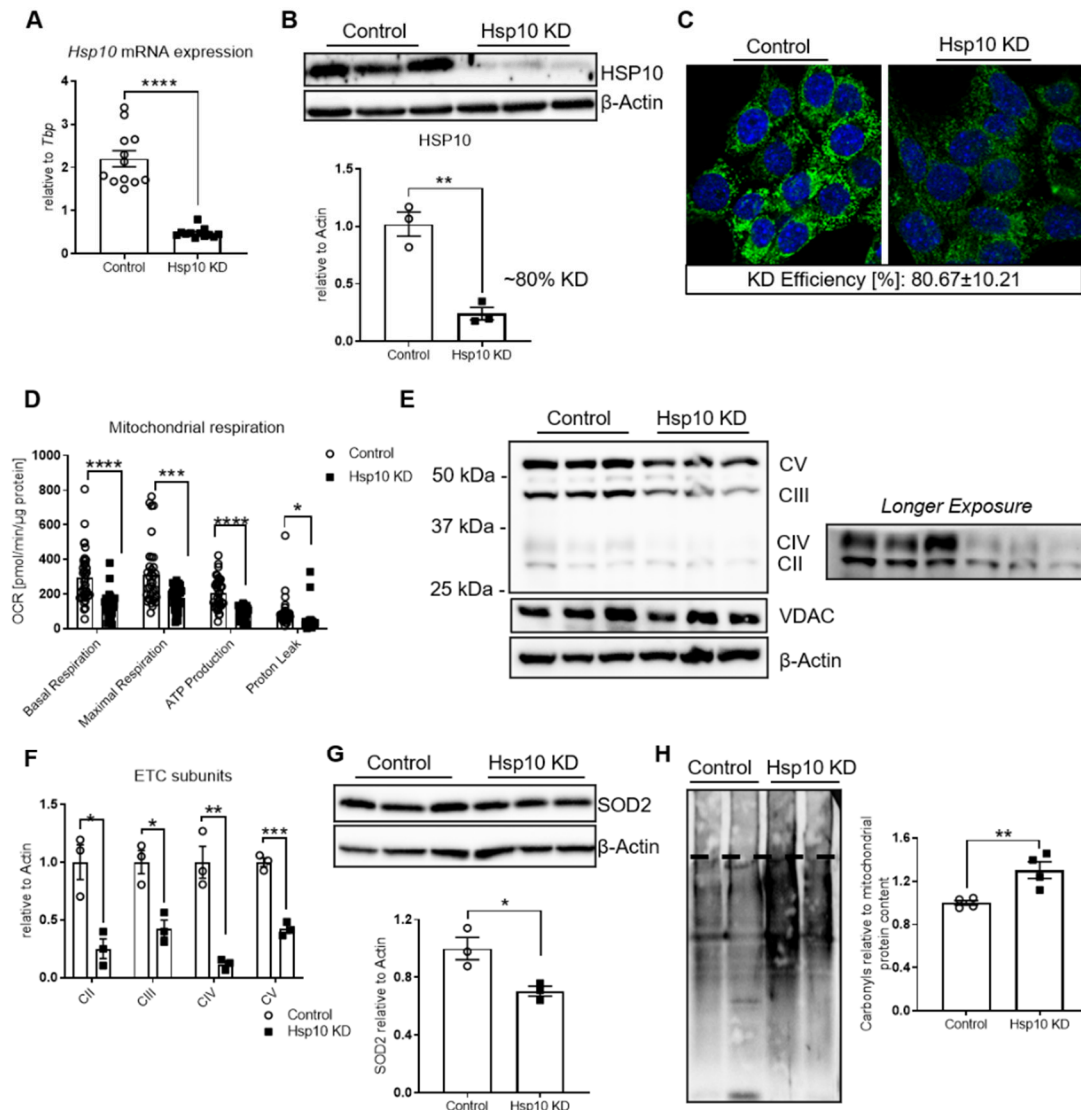 A
Hsp10 mRNA expression
relative to Tbp
4
3
2
1
0
****
Control
Hsp10 KD
B
Control
Hsp10 KD
HSP10
β-Actin
HSP10
relative to Actin
1.5
1.0
0.5
0.0
**
~80% KD
Control
Hsp10 KD
C
Control
Hsp10 KD
KD Efficiency [%]: 80.67±10.21
D
Mitochondrial respiration
Control
Hsp10 KD
OCR [pmol/min/µg protein]
1000
800
600
400
200
0
****
***
****
*
Basal Respiration
Maximal Respiration
ATP Production
Proton Leak
E
Control
Hsp10 KD
50 kDa -
37 kDa -
25 kDa -
CV
CIII
CIV
CII
VDAC
β-Actin
Longer Exposure
F
ETC subunits
relative to Actin
1.5
1.0
0.5
0.0
*
*
**
***
CII
CIII
CIV
CV
Control
Hsp10 KD
G
Control
Hsp10 KD
SOD2
β-Actin
SOD2 relative to Actin
1.2
0.8
0.4
0.0
*
Control
Hsp10 KD
H
Control
Hsp10 KD
Carbonyls relative to mitochondrial
protein content
1.6
1.2
0.8
0.4
0.0
**
Control
Hsp10 KD